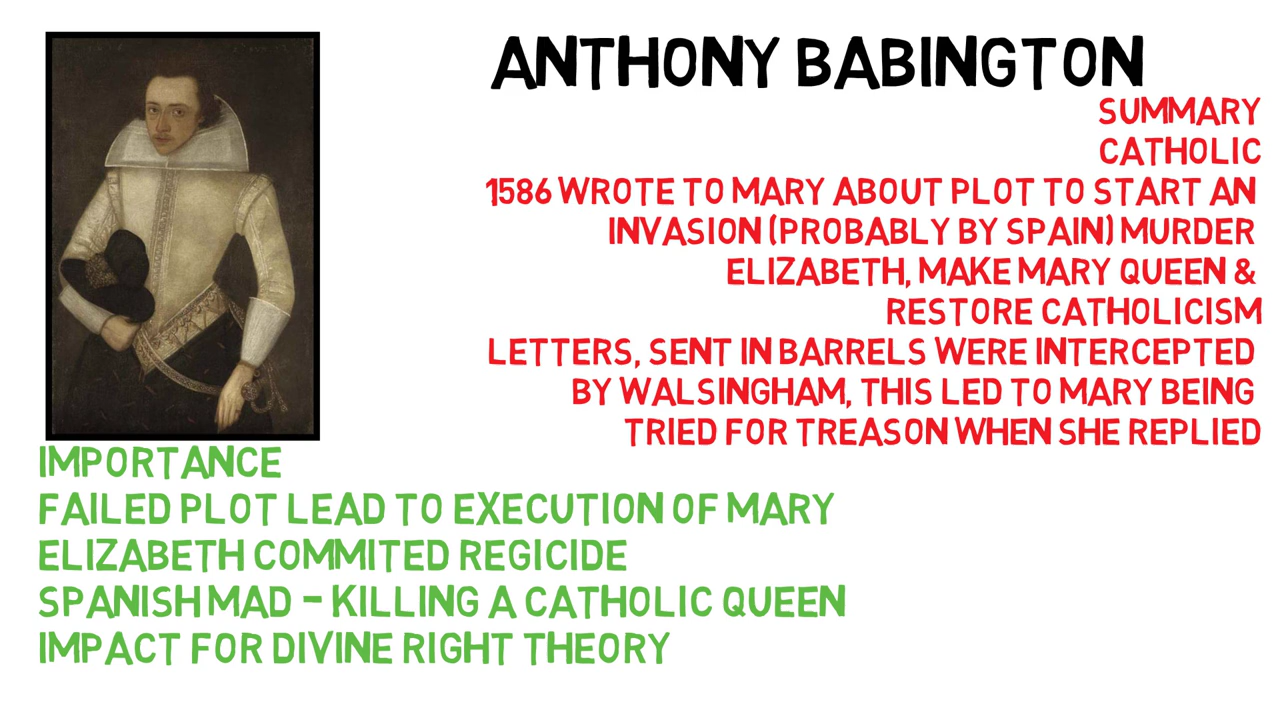 ANTHONY BABINGTON
SUMMARY
CATHOLIC
1586 WROTE TO MARY ABOUT PLOT TO START AN
INVASION (PROBABLY BY SPAIN) MURDER
ELIZABETH, MAKE MARY QUEEN &
RESTORE CATHOLICISM
LETTERS, SENT IN BARRELS WERE INTERCEPTED
BY WALSINGHAM, THIS LED TO MARY BEING
TRIED FOR TREASON WHEN SHE REPLIED
IMPORTANCE
FAILED PLOT LEAD TO EXECUTION OF MARY
ELIZABETH COMMITED REGICIDE
SPANISH MAD - KILLING A CATHOLIC QUEEN
IMPACT FOR DIVINE RIGHT THEORY